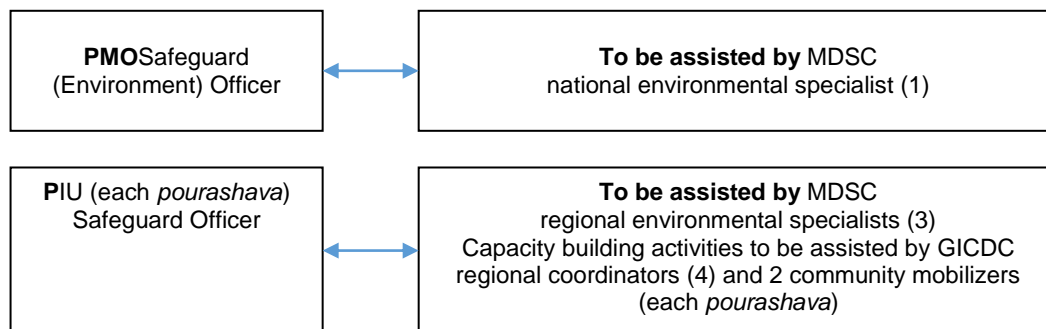 PMOSafeguard
(Environment) Officer
To be assisted by MDSC
national environmental specialist (1)
PIU (each pourashava)
Safeguard Officer
To be assisted by MDSC
regional environmental specialists (3)
Capacity building activities to be assisted by GICDC
regional coordinators (4) and 2 community mobilizers
(each pourashava)